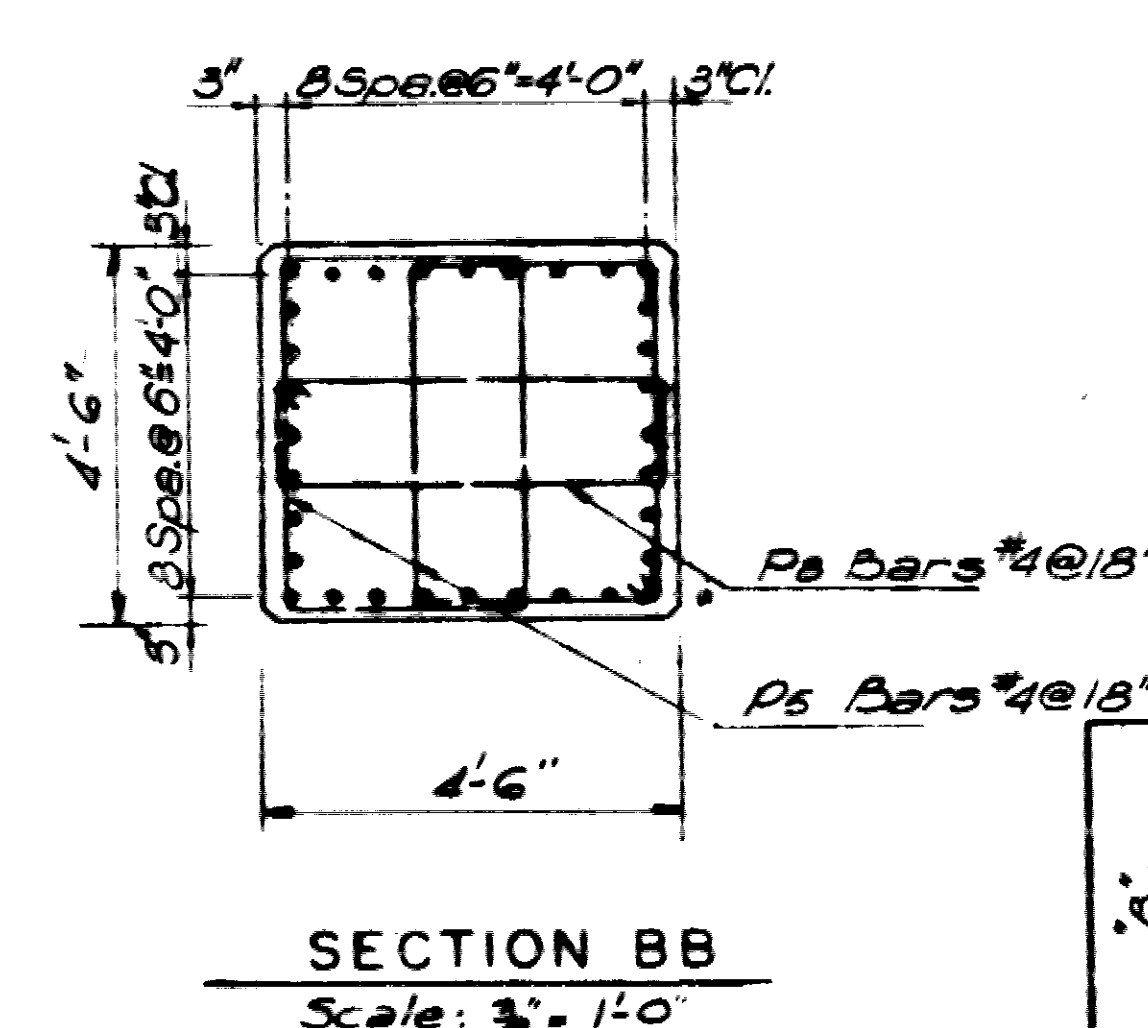 3" 8 Spa.@6"=4'-0" 3"Cl.
3"Cl
8 Spa.@6"=4'-0"
3"
4'-6"
P8 Bars #4@18"
P5 Bars #4@18"
4'-6"
SECTION BB
Scale: ¾" = 1'-0"